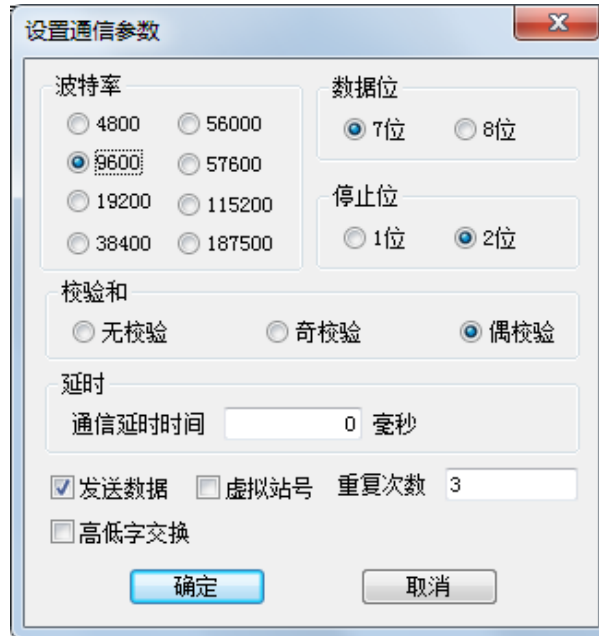 设置通信参数
波特率
4800 56000
9600 57600
19200 115200
38400 187500
数据位
7位 8位
停止位
1位 2位
校验和
无校验 奇校验 偶校验
延时
通信延时时间 0 毫秒
发送数据 虚拟站号 重复次数 3
高低字交换
确定 取消